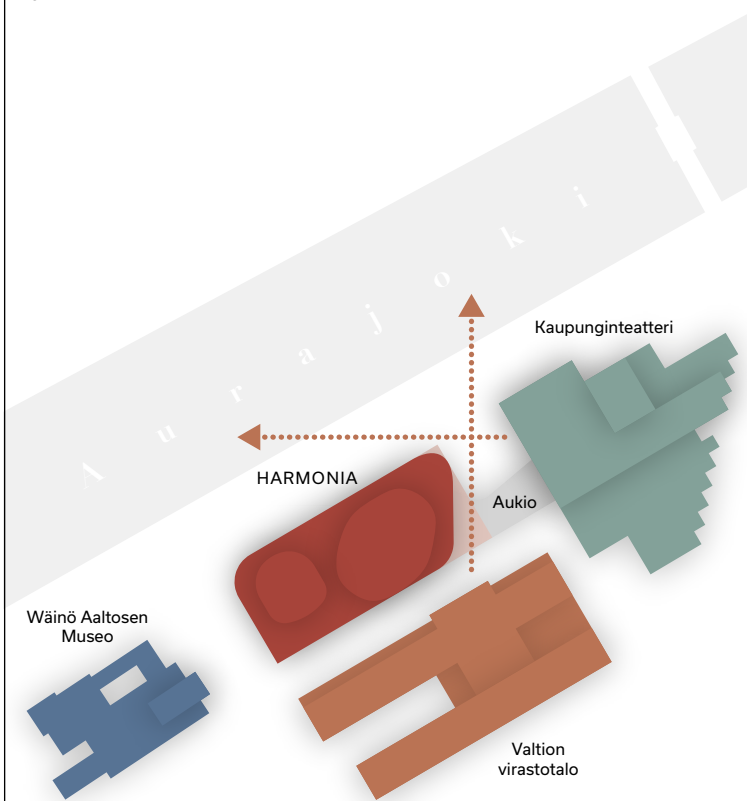 Aurajoki
Kaupunginteatteri
HARMONIA
Aukio
Wäinö Aaltosen
Museo
Valtion
virastotalo